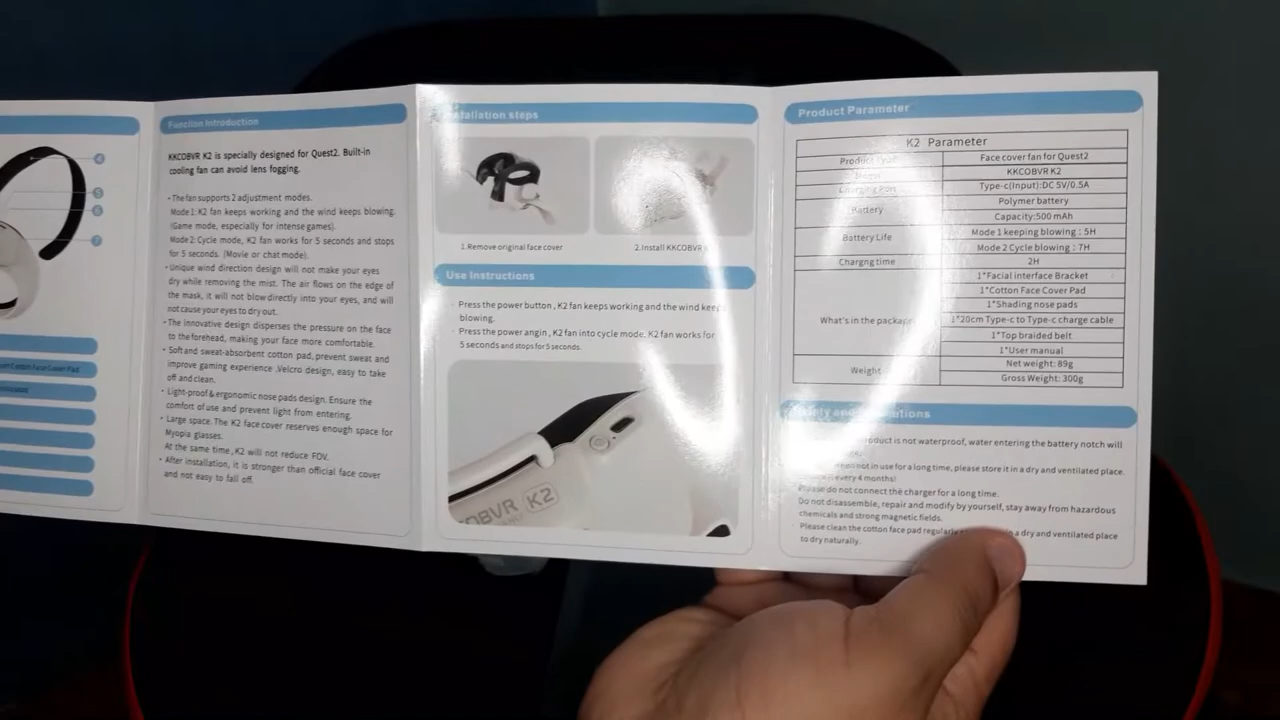 4
5
6
7
Cotton Face Cover Pad
Function Introduction
KKCOBVR K2 is specially designed for Quest2. Built-in
cooling fan can avoid lens fogging.
• The fan supports 2 adjustment modes.
Mode 1: K2 fan keeps working and the wind keeps blowing.
(Game mode, especially for intense games).
Mode 2: Cycle mode, K2 fan works for 5 seconds and stops
for 5 seconds. (Movie or chat mode).
• Unique wind direction design will not make your eyes
dry while removing the mist. The air flows on the edge of
the mask, it will not blow directly into your eyes, and will
not cause your eyes to dry out.
• The innovative design disperses the pressure on the face
to the forehead, making your face more comfortable.
• Soft and sweat-absorbent cotton pad, prevent sweat and
improve gaming experience .Velcro design, easy to take
off and clean.
• Light-proof & ergonomic nose pads design. Ensure the
comfort of use and prevent light from entering.
• Large space. The K2 face cover reserves enough space for
Myopia glasses.
At the same time, K2 will not reduce FOV.
• After installation, it is stronger than official face cover
and not easy to fall off.
steps
1.Remove original face cover
2.Install KKCOBVR
Use Instructions
Press the power button , K2 fan keeps working and the wind keeps
blowing.
Press the power angin , K2 fan into cycle mode, K2 fan works for
5 seconds and stops for 5 seconds.
COBVR K2
Product Parameter
K2 Parameter
Product Face cover fan for Quest2
KKCOBVR K2
Charging Port Type-c(Input):DC 5V/0.5A
Battery Polymer battery
Capacity:500 mAh
Battery Life Mode 1 keeping blowing : 5H
Mode 2 Cycle blowing : 7H
Chargng time 2H
What's in the package 1*Facial interface Bracket
1*Cotton Face Cover Pad
1*Shading nose pads
1*20cm Type-c to Type-c charge cable
1*Top braided belt
1*User manual
Weight Net weight: 89g
Gross Weight: 300g
and
is not waterproof, water entering the battery notch will
not in use for a long time, please store it in a dry and ventilated place.
(every 4 months)
Please do not connect the charger for a long time.
Do not disassemble, repair and modify by yourself, stay away from hazardous
chemicals and strong magnetic fields.
Please clean the cotton face pad regularly in a dry and ventilated place
to dry naturally.